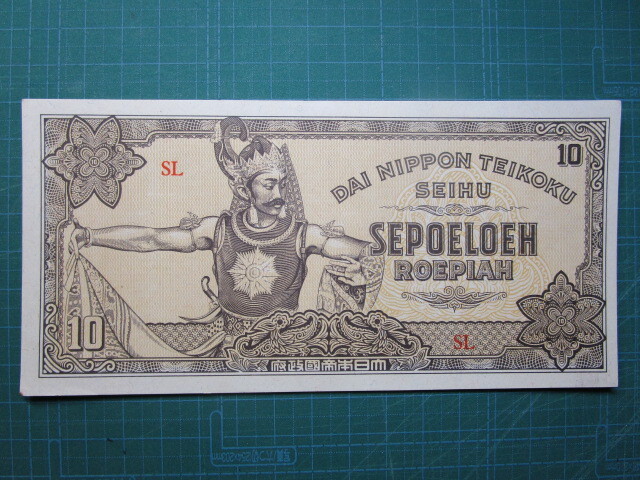 10
SL
DAI NIPPON TEIKOKU
SEIHU
SEPOELOEH
ROEPIAH
10
SL
大日本帝國政府